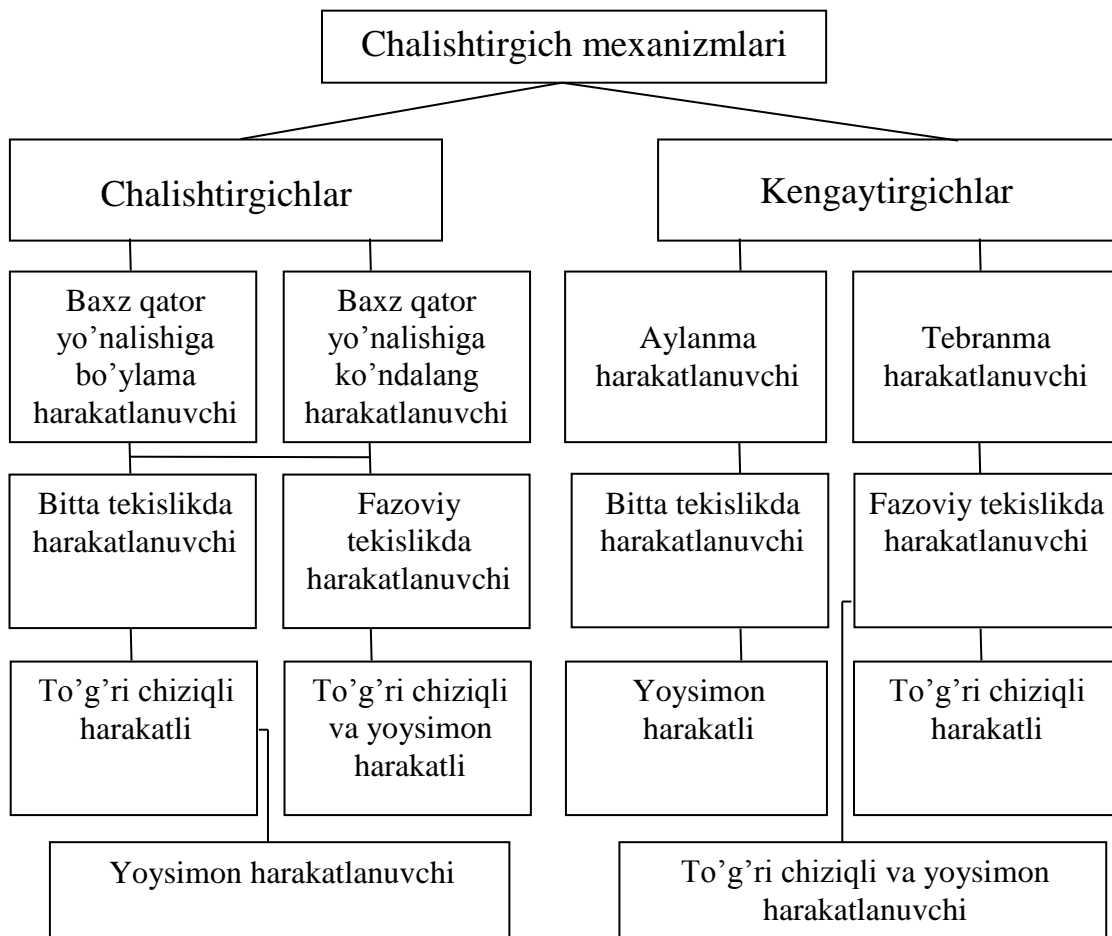 Chalishtirgich mexanizmlari
Chalishtirgichlar
Kengaytirgichlar
Baxz qator
yo’nalishiga
bo’ylama
harakatlanuvchi
Baxz qator
yo’nalishiga
ko’ndalang
harakatlanuvchi
Aylanma
harakatlanuvchi
Tebranma
harakatlanuvchi
Bitta tekislikda
harakatlanuvchi
Fazoviy
tekislikda
harakatlanuvchi
Bitta tekislikda
harakatlanuvchi
Fazoviy tekislikda
harakatlanuvchi
To’g’ri chiziqli
harakatli
To’g’ri chiziqli
va yoysimon
harakatli
Yoysimon
harakatli
To’g’ri chiziqli
harakatli
Yoysimon harakatlanuvchi
To’g’ri chiziqli va yoysimon
harakatlanuvchi